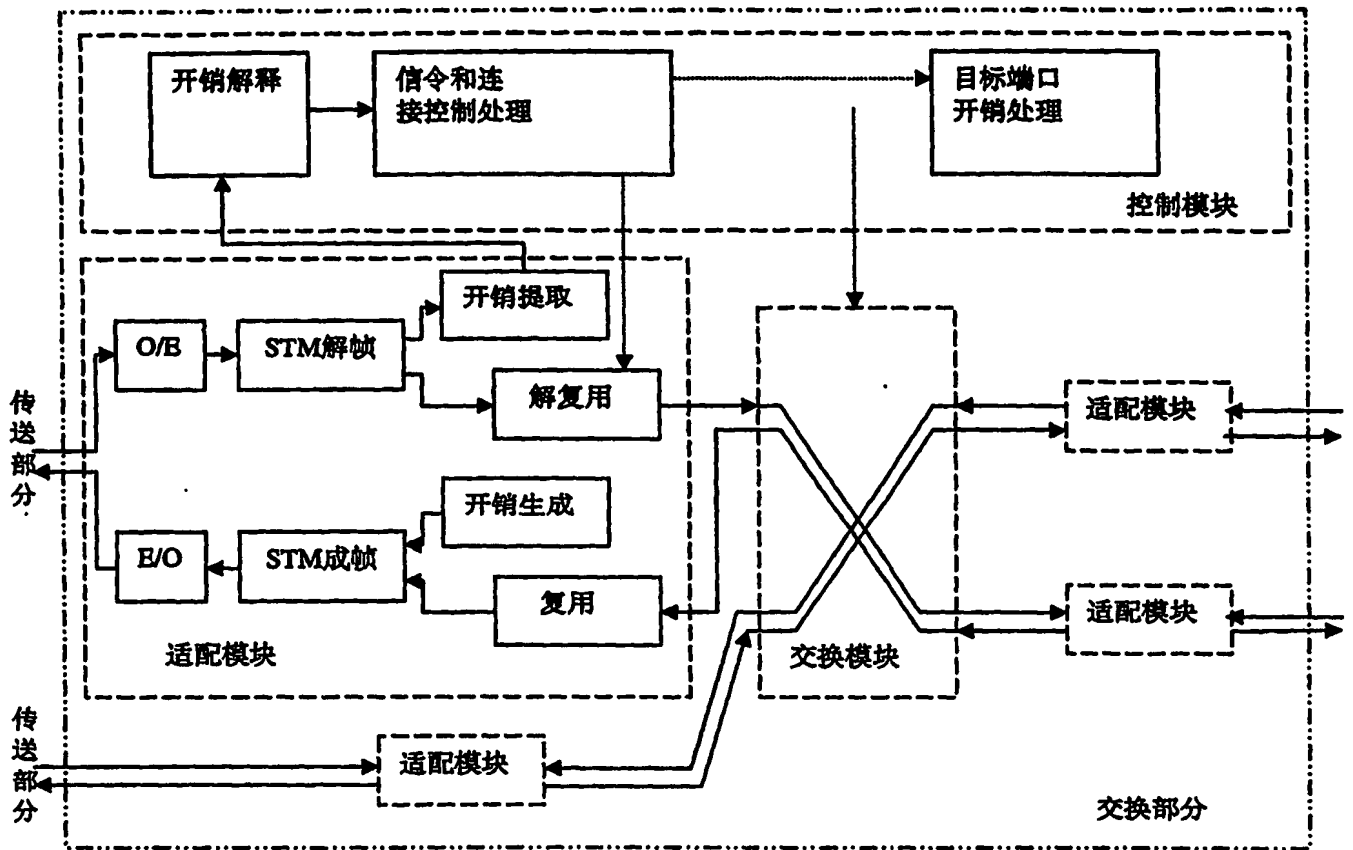 开销解释
信令和连
接控制处理
目标端口
开销处理
控制模块
开销提取
O/E
STM解帧
解复用
传送部分
开销生成
E/O
STM成帧
复用
适配模块
交换模块
适配模块
适配模块
传送部分
适配模块
交换部分